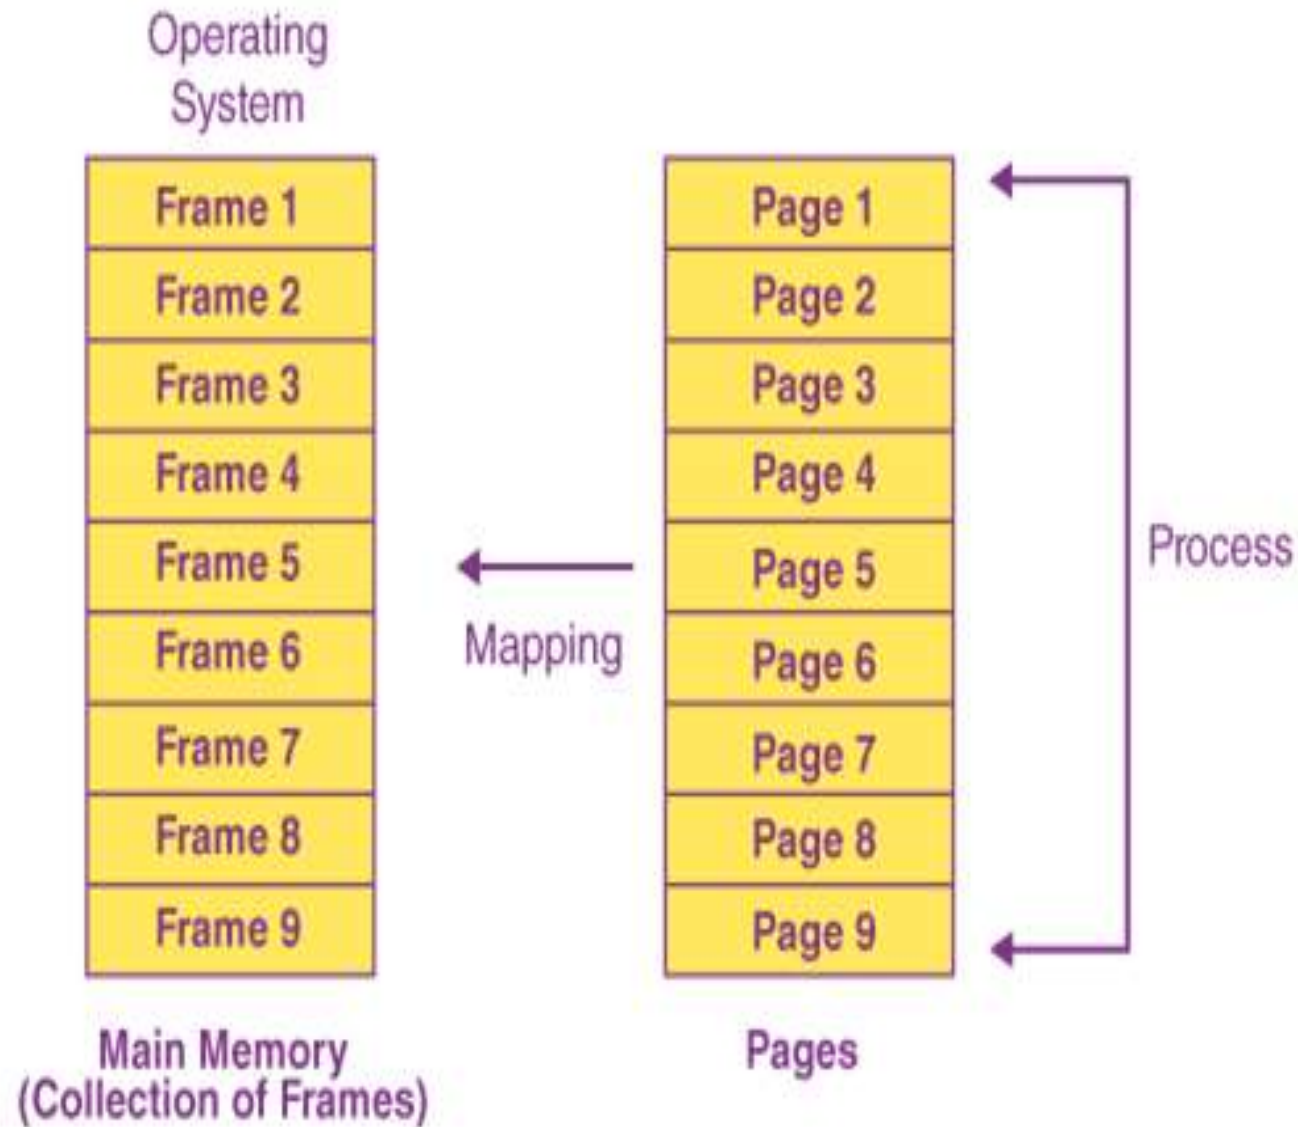 Operating
System
Frame 1
Frame 2
Frame 3
Frame 4
Frame 5
Frame 6
Frame 7
Frame 8
Frame 9
Main Memory
(Collection of Frames)
Mapping
Page 1
Page 2
Page 3
Page 4
Page 5
Page 6
Page 7
Page 8
Page 9
Pages
Process